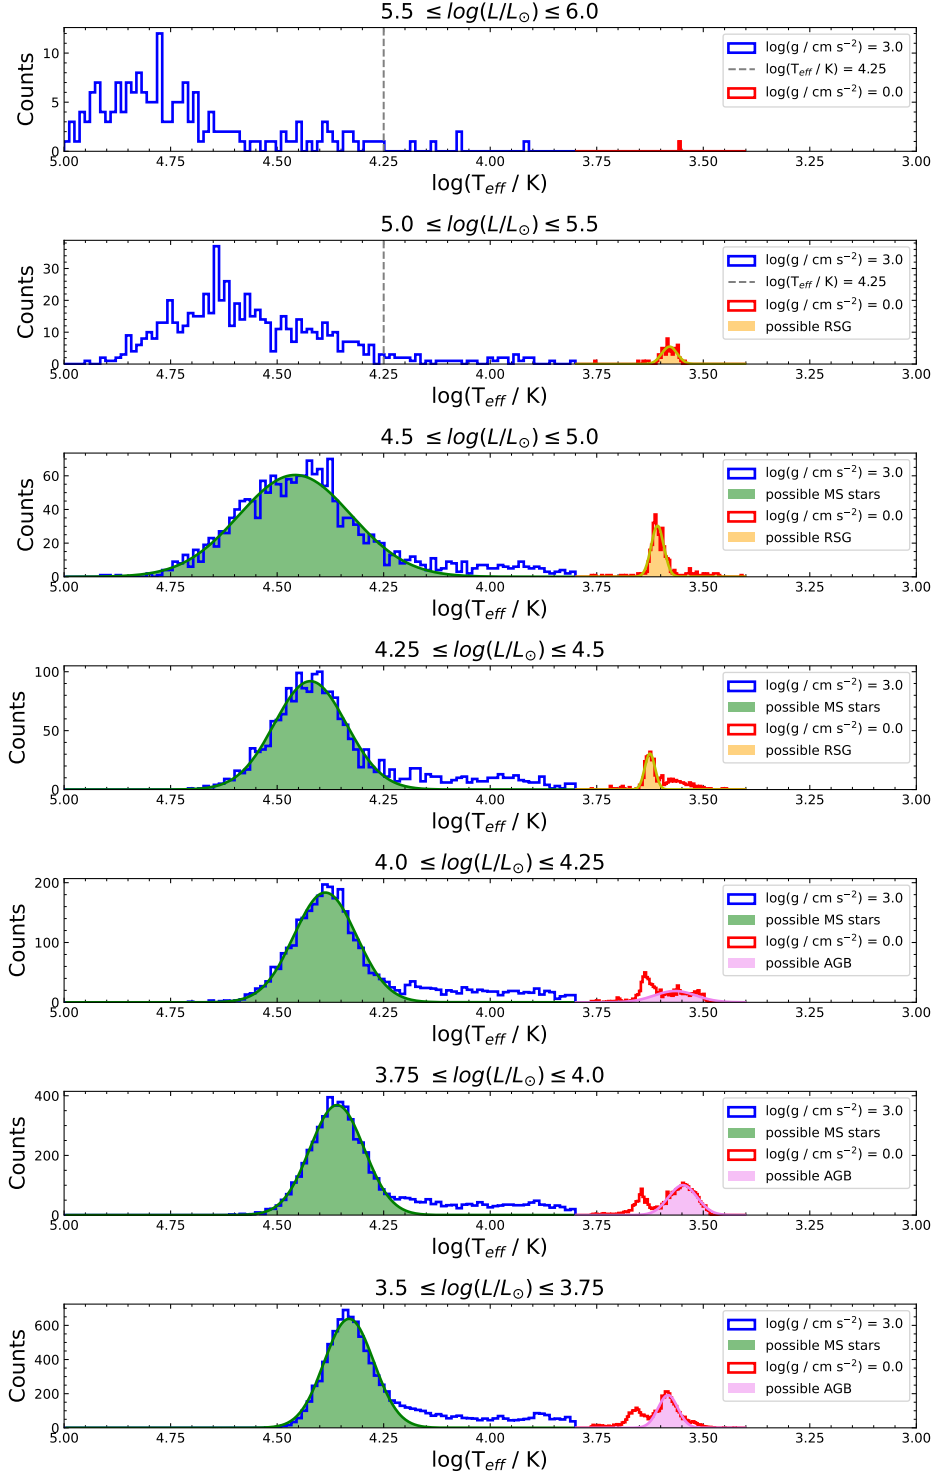 5.5 ≤ log(L/L⊙) ≤ 6.0
Counts
10
5
0
log(g / cm s⁻²) = 3.0
log(T_eff / K) = 4.25
log(g / cm s⁻²) = 0.0
5.00 4.75 4.50 4.25 4.00 3.75 3.50 3.25 3.00
log(T_eff / K)
5.0 ≤ log(L/L⊙) ≤ 5.5
Counts
30
20
10
0
log(g / cm s⁻²) = 3.0
log(T_eff / K) = 4.25
log(g / cm s⁻²) = 0.0
possible RSG
5.00 4.75 4.50 4.25 4.00 3.75 3.50 3.25 3.00
log(T_eff / K)
4.5 ≤ log(L/L⊙) ≤ 5.0
Counts
60
40
20
0
log(g / cm s⁻²) = 3.0
possible MS stars
log(g / cm s⁻²) = 0.0
possible RSG
5.00 4.75 4.50 4.25 4.00 3.75 3.50 3.25 3.00
log(T_eff / K)
4.25 ≤ log(L/L⊙) ≤ 4.5
Counts
100
50
0
log(g / cm s⁻²) = 3.0
possible MS stars
log(g / cm s⁻²) = 0.0
possible RSG
5.00 4.75 4.50 4.25 4.00 3.75 3.50 3.25 3.00
log(T_eff / K)
4.0 ≤ log(L/L⊙) ≤ 4.25
Counts
200
100
0
log(g / cm s⁻²) = 3.0
possible MS stars
log(g / cm s⁻²) = 0.0
possible AGB
5.00 4.75 4.50 4.25 4.00 3.75 3.50 3.25 3.00
log(T_eff / K)
3.75 ≤ log(L/L⊙) ≤ 4.0
Counts
400
200
0
log(g / cm s⁻²) = 3.0
possible MS stars
log(g / cm s⁻²) = 0.0
possible AGB
5.00 4.75 4.50 4.25 4.00 3.75 3.50 3.25 3.00
log(T_eff / K)
3.5 ≤ log(L/L⊙) ≤ 3.75
Counts
600
400
200
0
log(g / cm s⁻²) = 3.0
possible MS stars
log(g / cm s⁻²) = 0.0
possible AGB
5.00 4.75 4.50 4.25 4.00 3.75 3.50 3.25 3.00
log(T_eff / K)